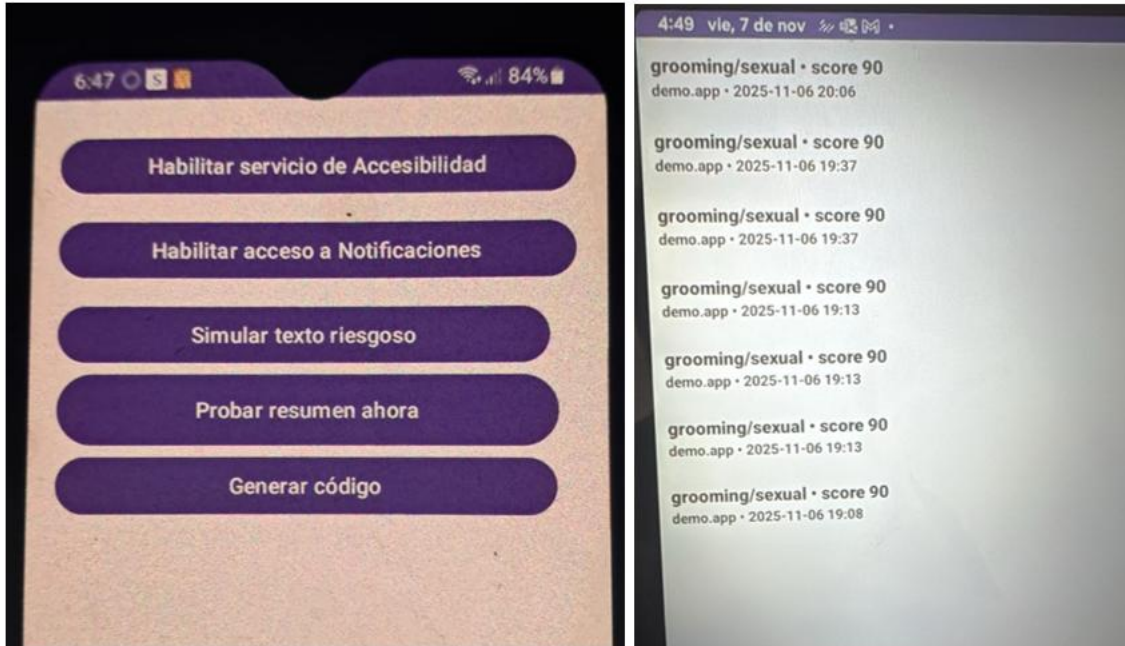 6:47 S 84%
Habilitar servicio de Accesibilidad
Habilitar acceso a Notificaciones
Simular texto riesgoso
Probar resumen ahora
Generar código
4:49 vie, 7 de nov
grooming/sexual • score 90
demo.app • 2025-11-06 20:06
grooming/sexual • score 90
demo.app • 2025-11-06 19:37
grooming/sexual • score 90
demo.app • 2025-11-06 19:37
grooming/sexual • score 90
demo.app • 2025-11-06 19:13
grooming/sexual • score 90
demo.app • 2025-11-06 19:13
grooming/sexual • score 90
demo.app • 2025-11-06 19:13
grooming/sexual • score 90
demo.app • 2025-11-06 19:08